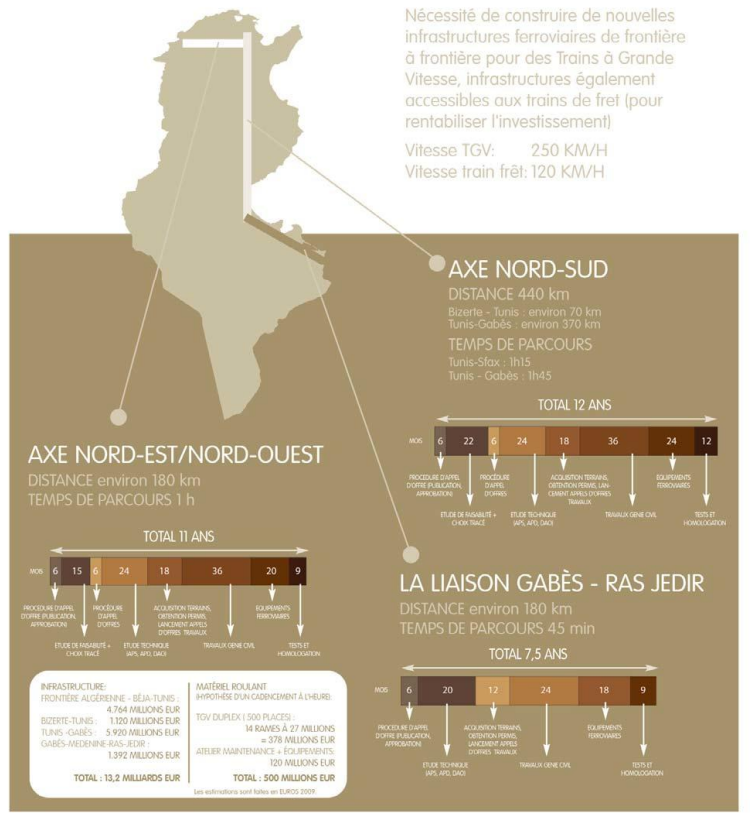 Nécessité de construire de nouvelles
infrastructures ferroviaires de frontière
à frontière pour des Trains à Grande
Vitesse, infrastructures également
accessibles aux trains de fret (pour
rentabiliser l'investissement)
Vitesse TGV: 250 KM/H
Vitesse train frêt: 120 KM/H
AXE NORD-SUD
DISTANCE 440 km
Bizerte - Tunis : environ 70 km
Tunis-Gabès : environ 370 km
TEMPS DE PARCOURS
Tunis-Sfax : 1h15
Tunis - Gabès : 1h45
TOTAL 12 ANS
MOIS 6 22 6 24 18 36 24 12
PROCEDURE D'APPEL
D'OFFRE (PUBLICATION,
APPROBATION)
PROCÉDURE
D'APPEL
D'OFFRES
ACQUISITION TERRAINS,
OBTENTION PERMIS, LAN-
CEMENT APPELS D'OFFRES
TRAVAUX
EQUIPEMENTS
FERROVIAIRES
ETUDE DE FAISABILITÉ +
CHOIX TRACÉ
ETUDE TECHNIQUE
(APS, APD, DAO)
TRAVAUX GENIE CIVIL
TESTS ET
HOMOLOGATION
AXE NORD-EST/NORD-OUEST
DISTANCE environ 180 km
TEMPS DE PARCOURS 1 h
TOTAL 11 ANS
MOIS 6 15 6 24 18 36 20 9
PROCEDURE D'APPEL
D'OFFRE (PUBLICATION,
APPROBATION)
PROCÉDURE
D'APPEL
D'OFFRES
ACQUISITION TERRAINS,
OBTENTION PERMIS,
LANCEMENT APPELS
D'OFFRES TRAVAUX
EQUIPEMENTS
FERROVIAIRES
ETUDE DE FAISABILITÉ +
CHOIX TRACÉ
ETUDE TECHNIQUE
(APS, APD, DAO)
TRAVAUX GENIE CIVIL
TESTS ET
HOMOLOGATION
LA LIAISON GABÈS - RAS JEDIR
DISTANCE environ 180 km
TEMPS DE PARCOURS 45 min
TOTAL 7,5 ANS
MOIS 6 20 12 24 18 9
PROCEDURE D'APPEL
D'OFFRE (PUBLICATION,
APPROBATION)
ACQUISITION TERRAINS,
OBTENTION PERMIS,
LANCEMENT APPELS
D'OFFRES TRAVAUX
EQUIPEMENTS
FERROVIAIRES
ETUDE TECHNIQUE
(APS, APD, DAO)
TRAVAUX GENIE CIVIL
TESTS ET
HOMOLOGATION
INFRASTRUCTURE:
FRONTIÈRE ALGÉRIENNE - BÉJA-TUNIS :
4.764 MILLIONS EUR
BIZERTE-TUNIS : 1.120 MILLIONS EUR
TUNIS -GABÈS : 5.920 MILLIONS EUR
GABÈS-MEDENINE-RAS-JEDIR :
1.392 MILLIONS EUR
TOTAL : 13,2 MILLIARDS EUR
MATÉRIEL ROULANT
(HYPOTHÈSE D'UN CADENCEMENT À L'HEURE):
TGV DUPLEX ( 500 PLACES) :
14 RAMES À 27 MILLIONS
= 378 MILLIONS EUR
ATELIER MAINTENANCE + ÉQUIPEMENTS:
120 MILLIONS EUR
TOTAL : 500 MILLIONS EUR
Les estimations sont faites en EUROS 2009